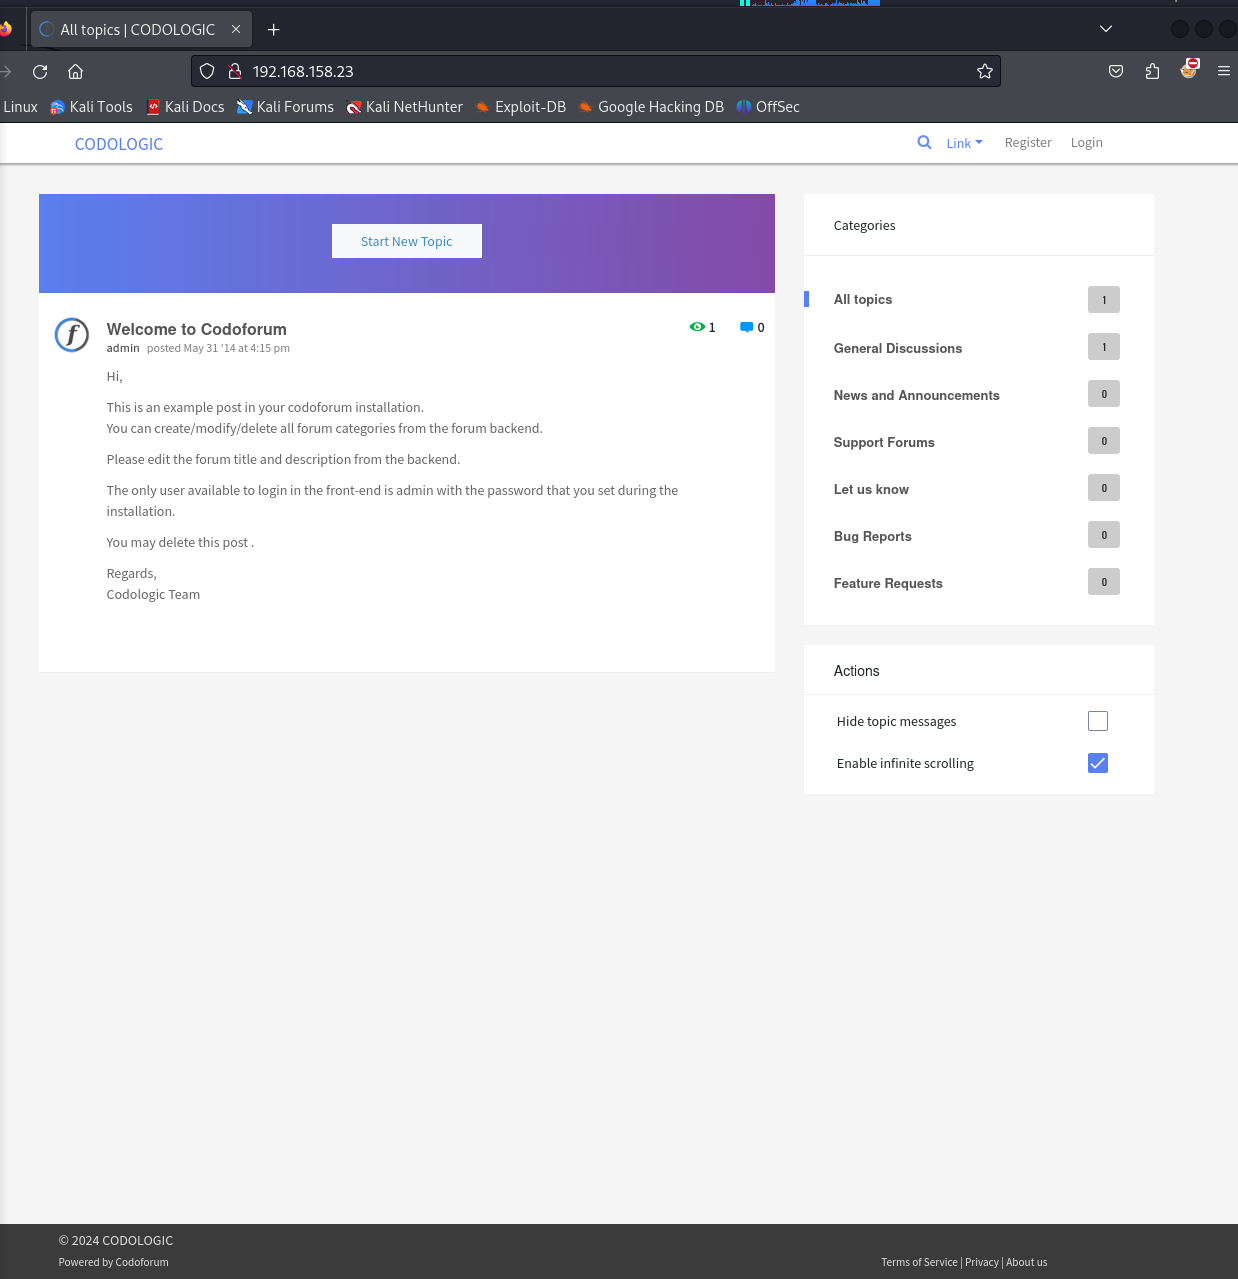 All topics | CODOLOGIC
192.168.158.23
Linux Kali Tools Kali Docs Kali Forums Kali NetHunter Exploit-DB Google Hacking DB OffSec
CODOLOGIC
Link Register Login
Start New Topic
Welcome to Codoforum
1 0
admin posted May 31 '14 at 4:15 pm
Hi,
This is an example post in your codoforum installation.
You can create/modify/delete all forum categories from the forum backend.
Please edit the forum title and description from the backend.
The only user available to login in the front-end is admin with the password that you set during the
installation.
You may delete this post .
Regards,
Codologic Team
Categories
All topics 1
General Discussions 1
News and Announcements 0
Support Forums 0
Let us know 0
Bug Reports 0
Feature Requests 0
Actions
Hide topic messages
Enable infinite scrolling
© 2024 CODOLOGIC
Powered by Codoforum
Terms of Service | Privacy | About us